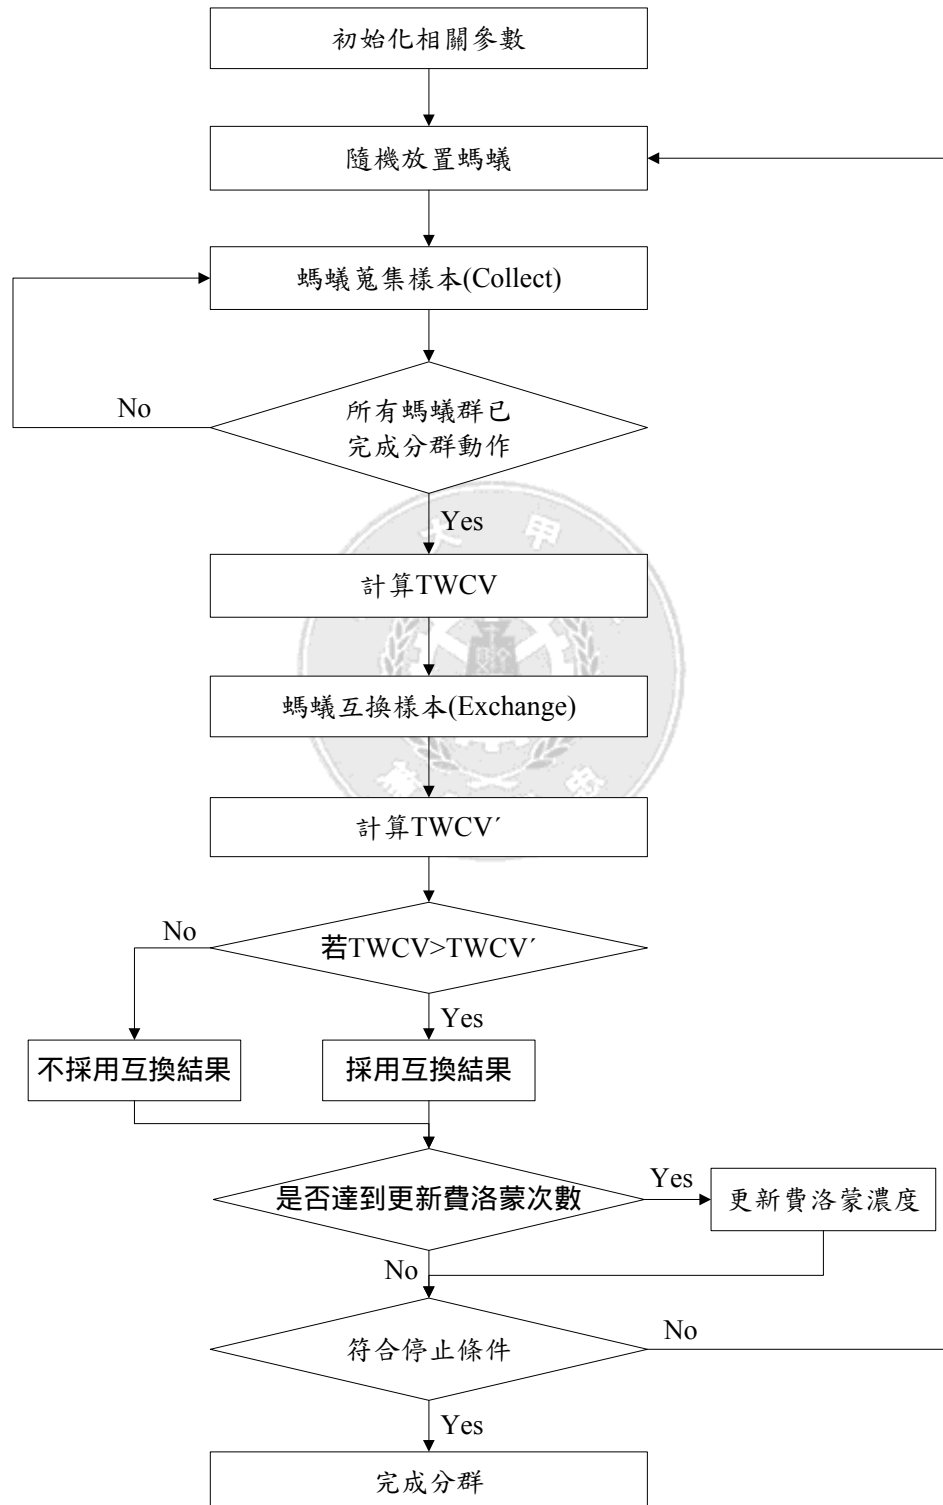 初始化相關參數
隨機放置螞蟻
螞蟻蒐集樣本(Collect)
No
所有螞蟻群已
完成分群動作
Yes
計算TWCV
螞蟻互換樣本(Exchange)
計算TWCV´
No
若TWCV>TWCV´
Yes
不採用互換結果
採用互換結果
是否達到更新費洛蒙次數
Yes
更新費洛蒙濃度
No
符合停止條件
No
Yes
完成分群